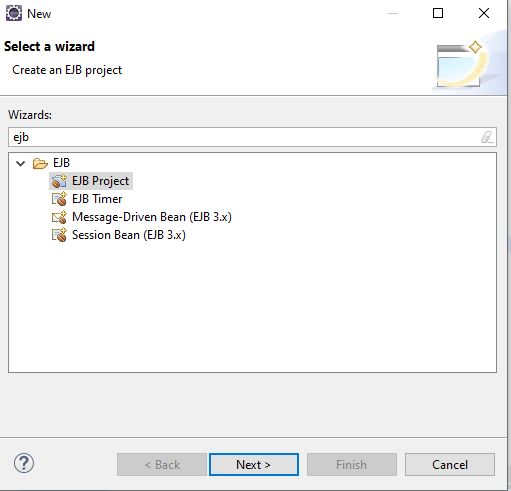 New
Select a wizard
Create an EJB project
Wizards:
ejb
EJB
EJB Project
EJB Timer
Message-Driven Bean (EJB 3.x)
Session Bean (EJB 3.x)
? < Back Next > Finish Cancel